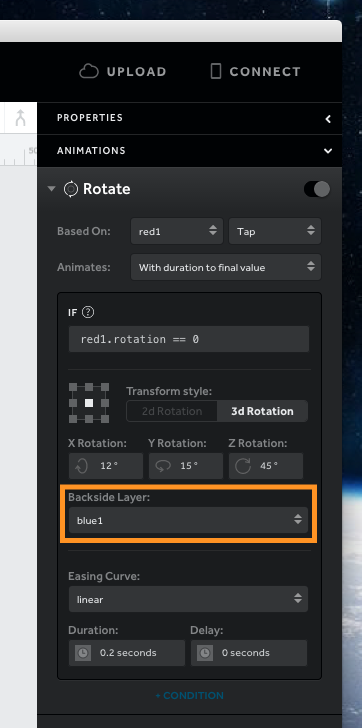 UPLOAD CONNECT
PROPERTIES
50
ANIMATIONS
Rotate
Based On: red1 Tap
Animates: With duration to final value
IF ?
red1.rotation == 0
Transform style:
2d Rotation 3d Rotation
X Rotation: Y Rotation: Z Rotation:
12° 15° 45°
Backside Layer:
blue1
Easing Curve:
linear
Duration: Delay:
0.2 seconds 0 seconds
+ CONDITION